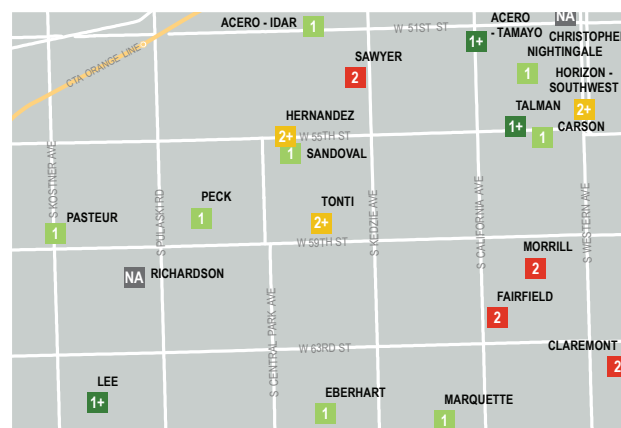 ACERO - IDAR
1
W 51ST ST
ACERO
- TAMAYO
1+
NA
CHRISTOPHER
NIGHTINGALE
1
CTA ORANGE LINE
SAWYER
2
HORIZON -
SOUTHWEST
2+
HERNANDEZ
2+
W 55TH ST
TALMAN
1+
CARSON
1
1
SANDOVAL
S KOSTNER AVE
S PULASKI RD
S KEDZIE AVE
S CALIFORNIA AVE
S WESTERN AVE
PASTEUR
1
PECK
1
TONTI
2+
W 59TH ST
NA
RICHARDSON
MORRILL
2
FAIRFIELD
2
S CENTRAL PARK AVE
W 63RD ST
CLAREMONT
2
LEE
1+
EBERHART
1
MARQUETTE
1